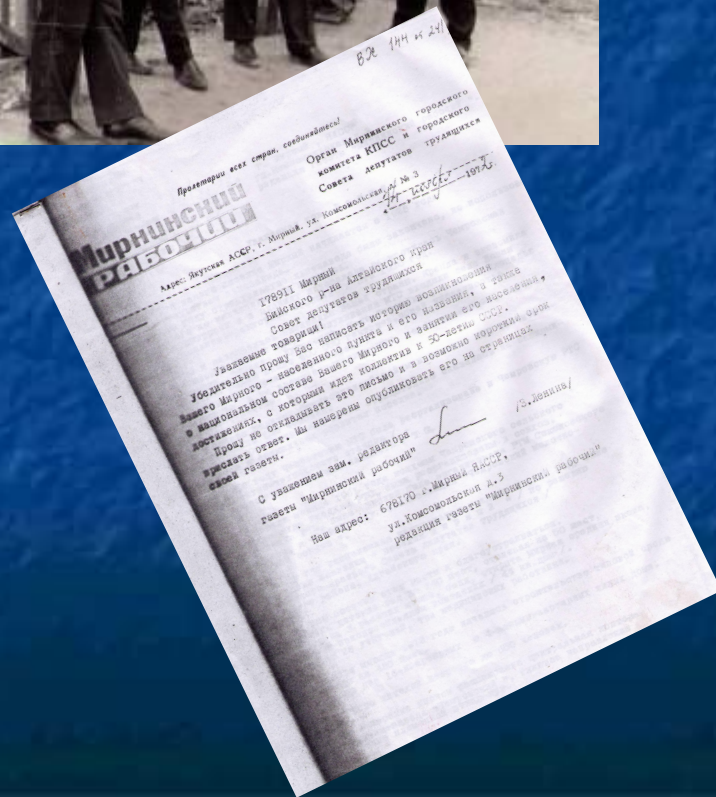 Вх 144 от 24/
Пролетарии всех стран, соединяйтесь!
Мирнинский
РАБОЧИЙ
Орган Мирнинского городского
комитета КПСС и городского
Совета депутатов трудящихся
Адрес: Якутская АССР, г. Мирный, ул. Комсомольская, № 3
197
178911 Мирный
Бийского р-на Алтайского края
Совет депутатов трудящихся
Уважаемые товарищи!
Убедительно прошу Вас написать историю возникновения
Вашего Мирного - населенного пункта и его названия, а также
о национальном составе Вашего Мирного и занятии его населения,
достижениях, с которыми идет коллектив к 50-летию СССР.
Прошу не откладывать это письмо и в возможно короткий срок
прислать ответ. Мы намерены опубликовать его на страницах
своей газеты.
С уважением зам. редактора
газеты "Мирнинский рабочий" /З.Ленина/
Наш адрес: 678170 г.Мирный ЯАССР,
ул.Комсомольская д.3
редакция газеты "Мирнинский рабочий"